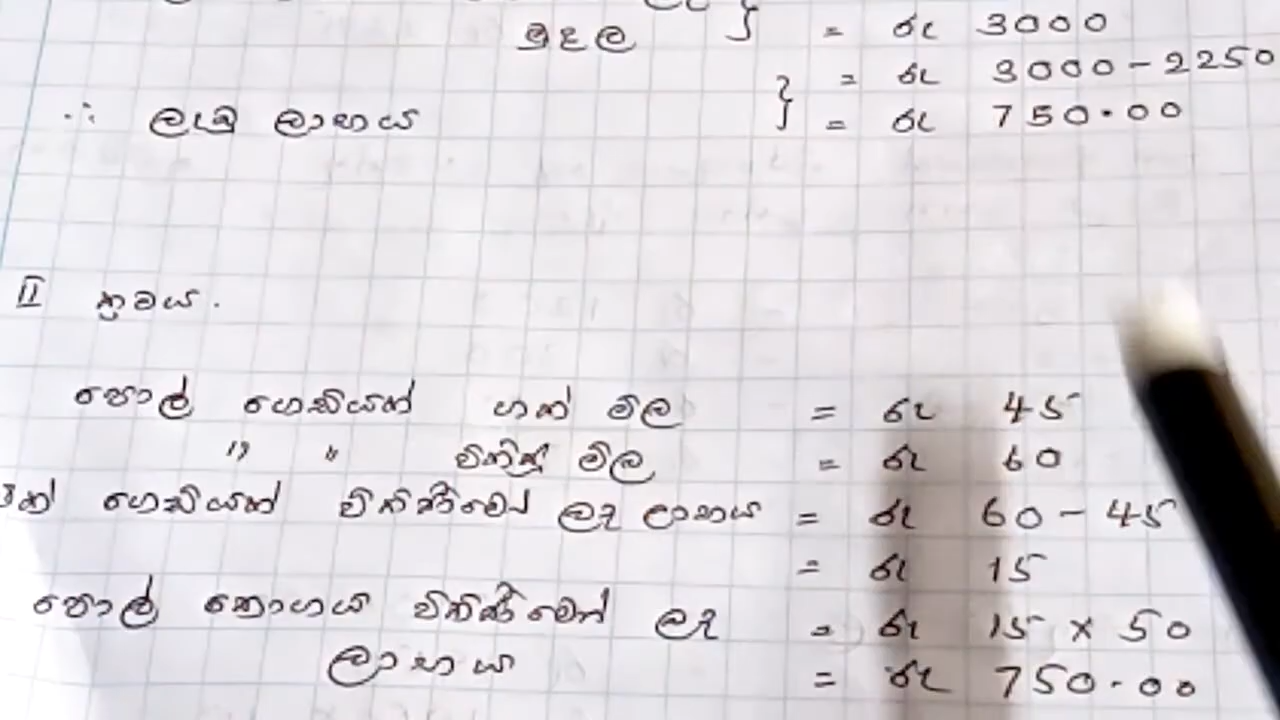 මුදල } = රු 3000
} = රු 3000 - 2250
∴ ලැබූ ලාභය = රු 750.00
II ක්‍රමය.
පොල් ගෙඩියක් ගත් මිල = රු 45
" " විකුණූ මිල = රු 60
ගෙඩියක් විකිණීමෙන් ලද ලාභය = රු 60 - 45
= රු 15
පොල් තොගය විකිණීමෙන් ලද = රු 15 × 50
ලාභය = රු 750.00